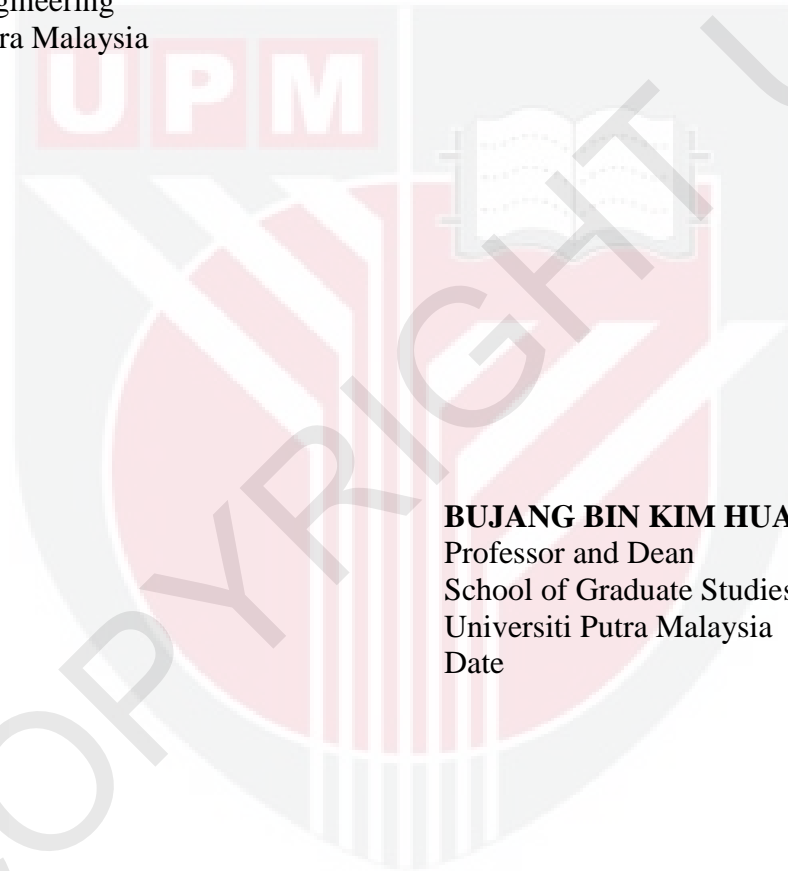 ra Malaysia
UPM
BUJANG BIN KIM HUA
Professor and Dean
School of Graduate Studies
Universiti Putra Malaysia
Date
COPYRIGHT U